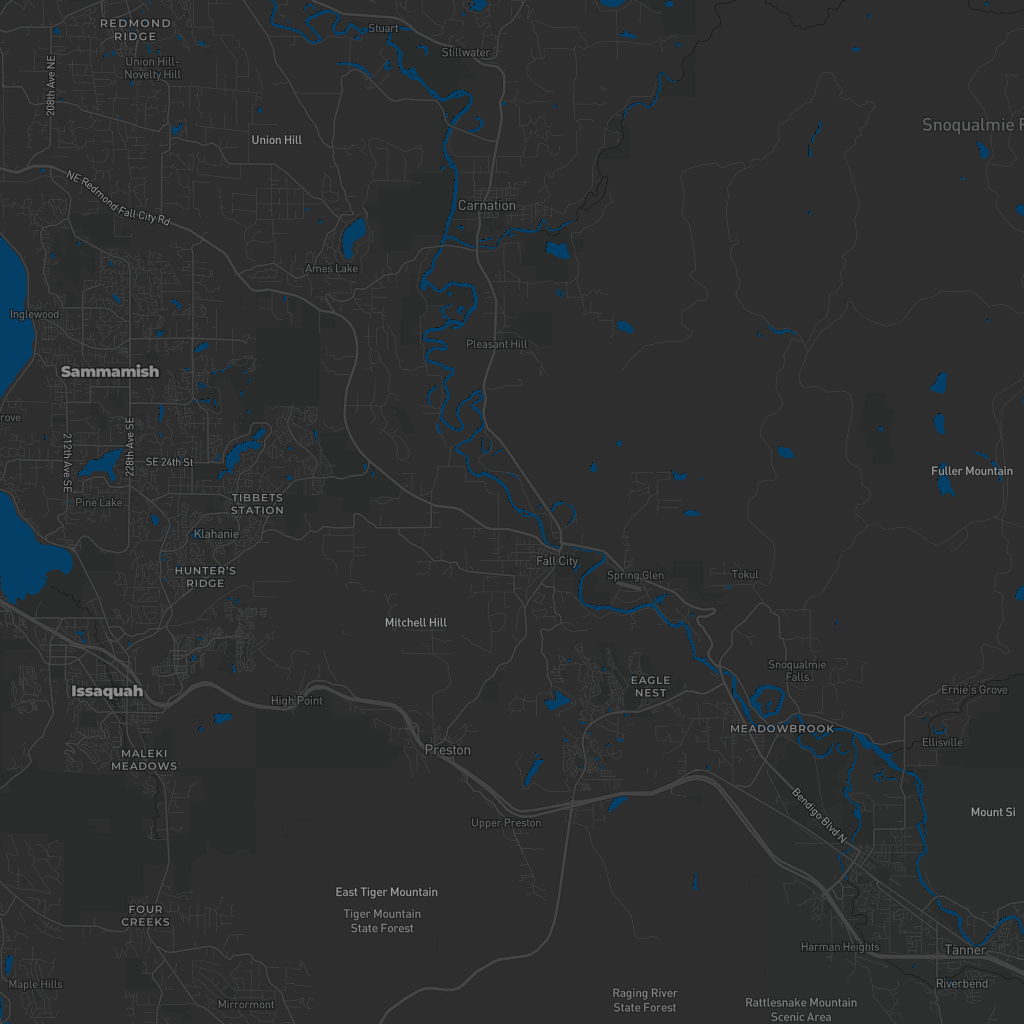 REDMOND
RIDGE
Stuart
Stillwater
Union Hill-
Novelty Hill
208th Ave NE
Snoqualmie F
Union Hill
NE Redmond Fall City Rd
Carnation
Ames Lake
Inglewood
Pleasant Hill
Sammamish
rove
212th Ave SE
228th Ave SE
SE 24th St
Fuller Mountain
Pine Lake
TIBBETS
STATION
Klahanie
Fall City
HUNTER'S
RIDGE
Spring Glen
Tokul
Mitchell Hill
Snoqualmie
Falls
EAGLE
NEST
Issaquah
High Point
Ernie's Grove
MEADOWBROOK
Ellisville
Preston
MALEKI
MEADOWS
Bendigo Blvd N
Mount Si
Upper Preston
East Tiger Mountain
Tiger Mountain
State Forest
FOUR
CREEKS
Harman Heights
Tanner
Maple Hills
Riverbend
Mirrormont
Raging River
State Forest
Rattlesnake Mountain
Scenic Area